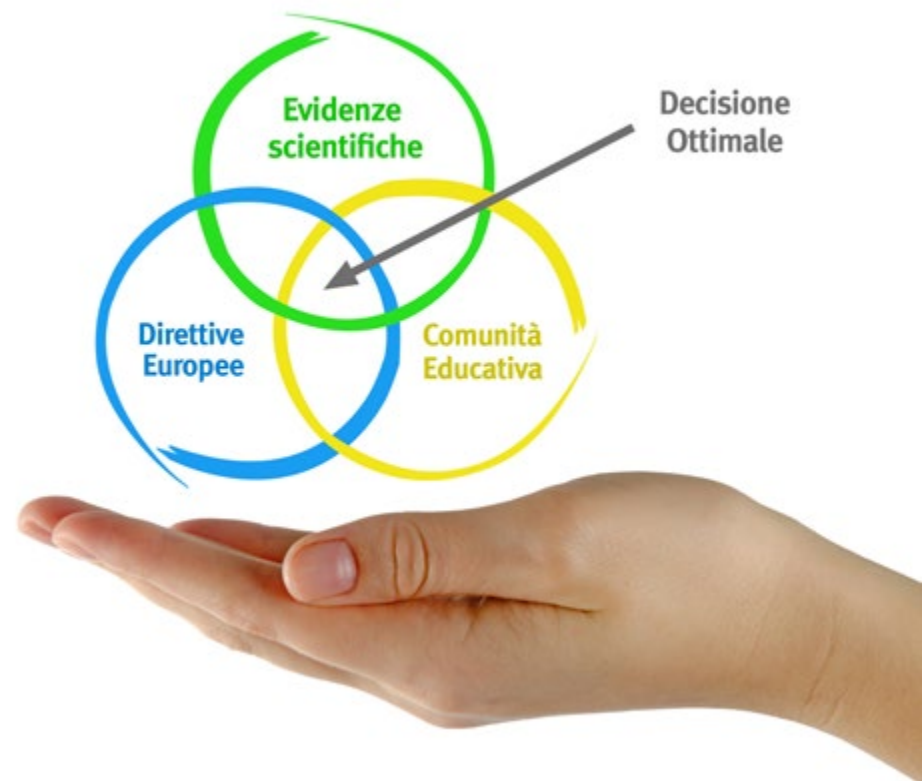 Evidenze
scientifiche
Decisione
Ottimale
Direttive
Europee
Comunità
Educativa